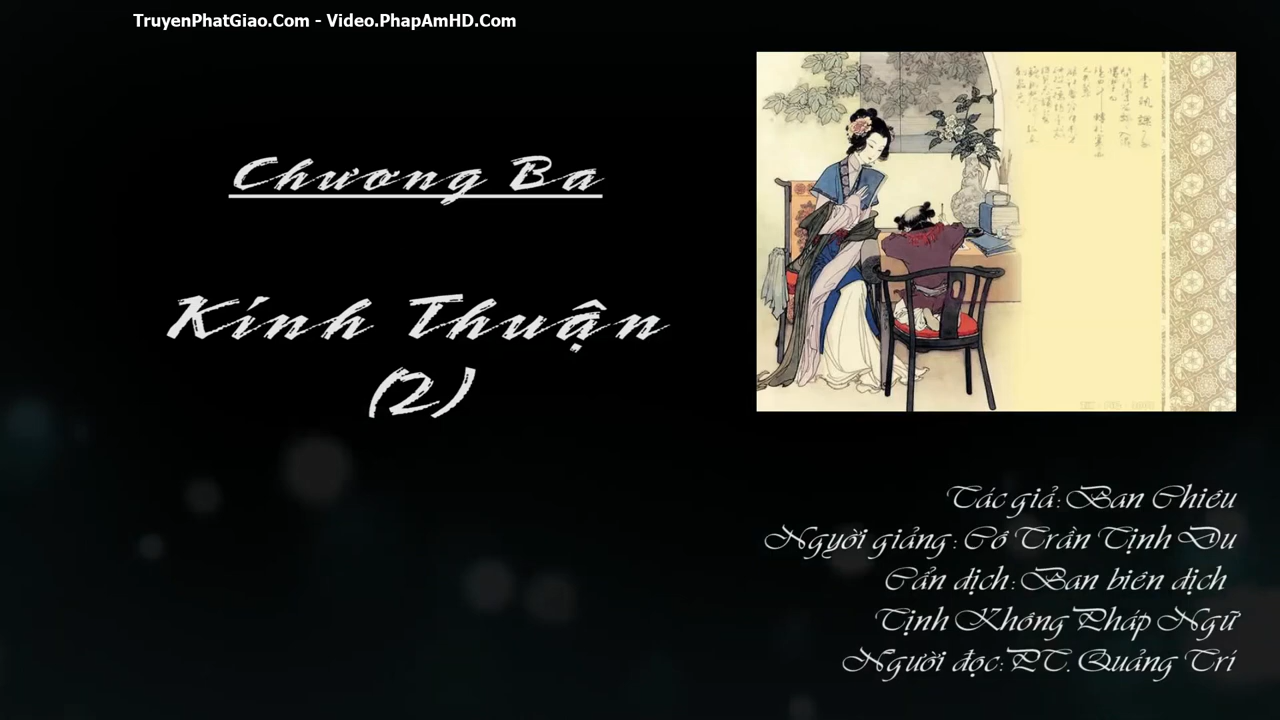 TruyenPhatGiao.Com - Video.PhapAmHD.Com
Chương Ba
Kính Thuận
(2)
Tác giả: Ban Chiêu
Người giảng: Cô Trần Tịnh Du
Cẩn dịch: Ban biên dịch
Tịnh Không Pháp Ngữ
Người đọc: PT. Quảng Trí